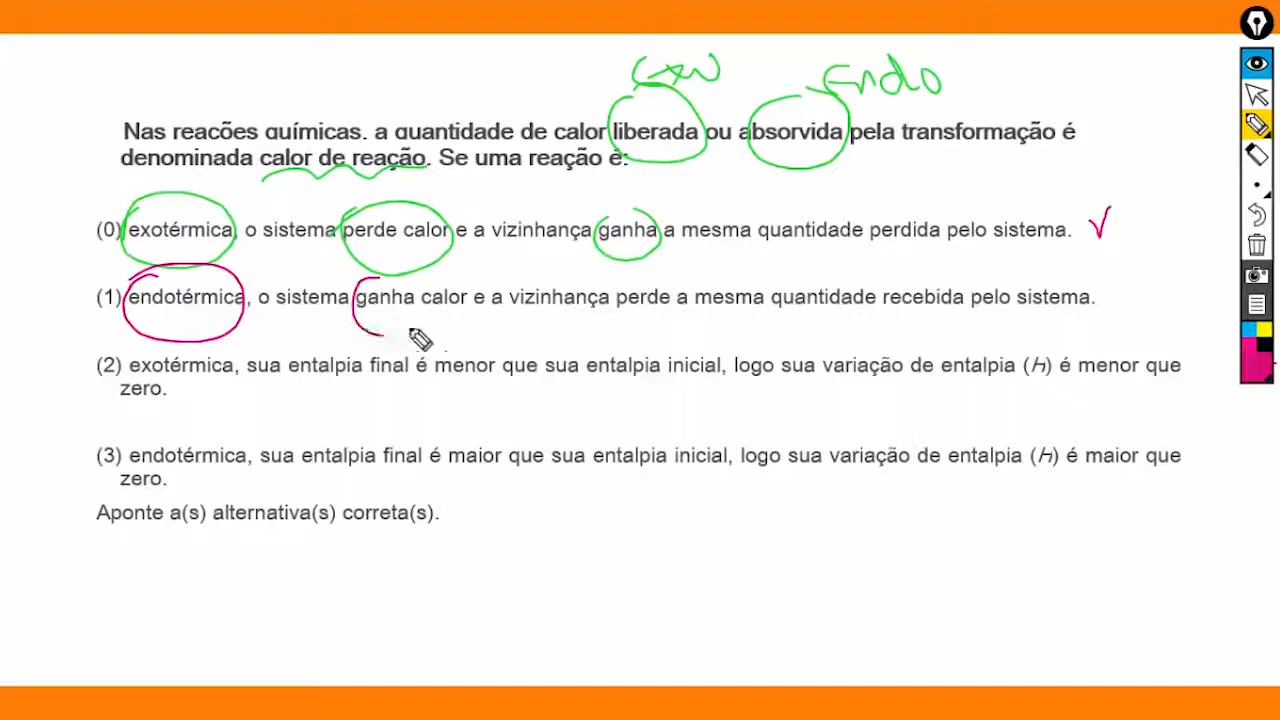 Exo
Endo
Nas reações químicas, a quantidade de calor liberada ou absorvida pela transformação é
denominada calor de reação. Se uma reação é:
(0) exotérmica, o sistema perde calor e a vizinhança ganha a mesma quantidade perdida pelo sistema.
(1) endotérmica, o sistema ganha calor e a vizinhança perde a mesma quantidade recebida pelo sistema.
(2) exotérmica, sua entalpia final é menor que sua entalpia inicial, logo sua variação de entalpia (H) é menor que
zero.
(3) endotérmica, sua entalpia final é maior que sua entalpia inicial, logo sua variação de entalpia (H) é maior que
zero.
Aponte a(s) alternativa(s) correta(s).